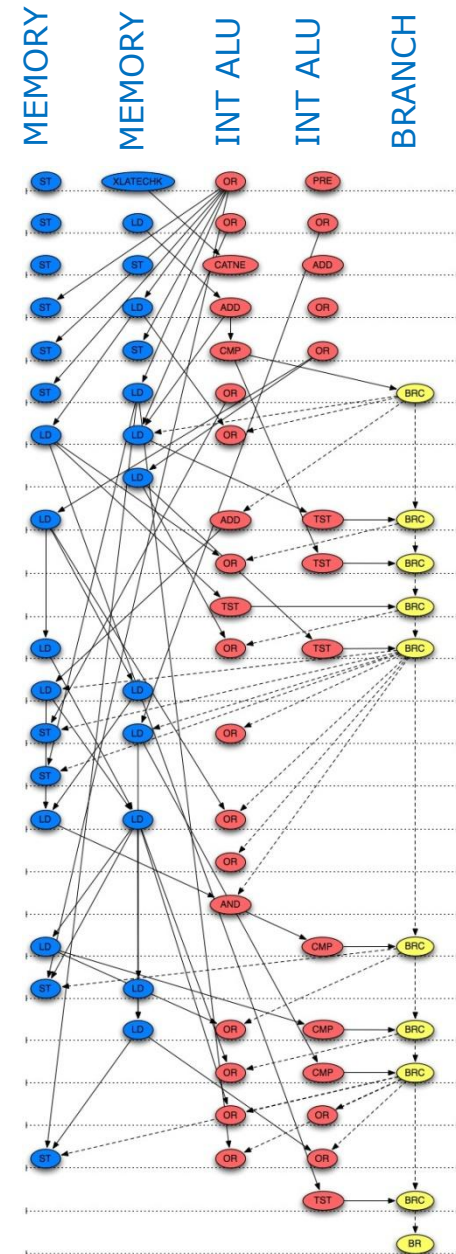 MEMORY MEMORY INT ALU INT ALU BRANCH
ST XLATECHK OR PRE
ST LD OR OR
ST ST CATNE ADD
ST LD ADD OR
ST ST CMP OR
ST LD OR BRC
LD LD OR
LD
LD ADD TST BRC
OR TST BRC
TST BRC
LD OR TST BRC
LD LD
ST LD OR
ST
LD LD OR
OR
AND
LD CMP BRC
ST LD
LD OR CMP BRC
OR CMP BRC
OR OR
ST OR OR
TST BRC
BR